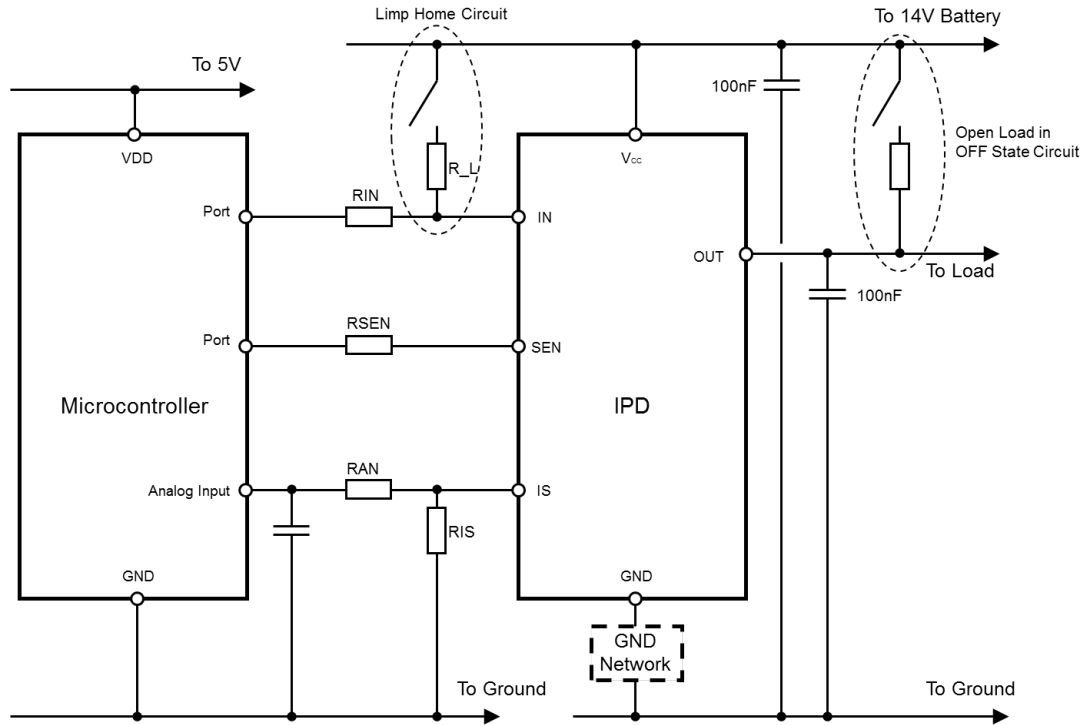 Limp Home Circuit
To 14V Battery
To 5V
100nF
VDD
Vcc
Open Load in
OFF State Circuit
R_L
RIN
Port
IN
OUT
To Load
100nF
RSEN
Port
SEN
Microcontroller
IPD
RAN
Analog Input
IS
RIS
GND
GND
GND
Network
To Ground
To Ground